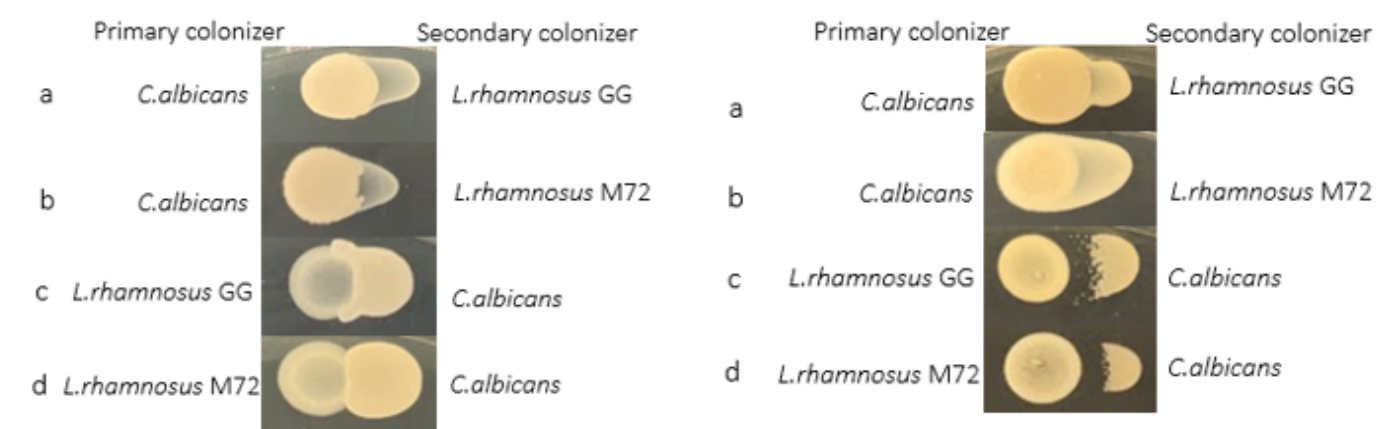 Primary colonizer Secondary colonizer
a C.albicans L.rhamnosus GG
b C.albicans L.rhamnosus M72
c L.rhamnosus GG C.albicans
d L.rhamnosus M72 C.albicans
Primary colonizer Secondary colonizer
a C.albicans L.rhamnosus GG
b C.albicans L.rhamnosus M72
c L.rhamnosus GG C.albicans
d L.rhamnosus M72 C.albicans